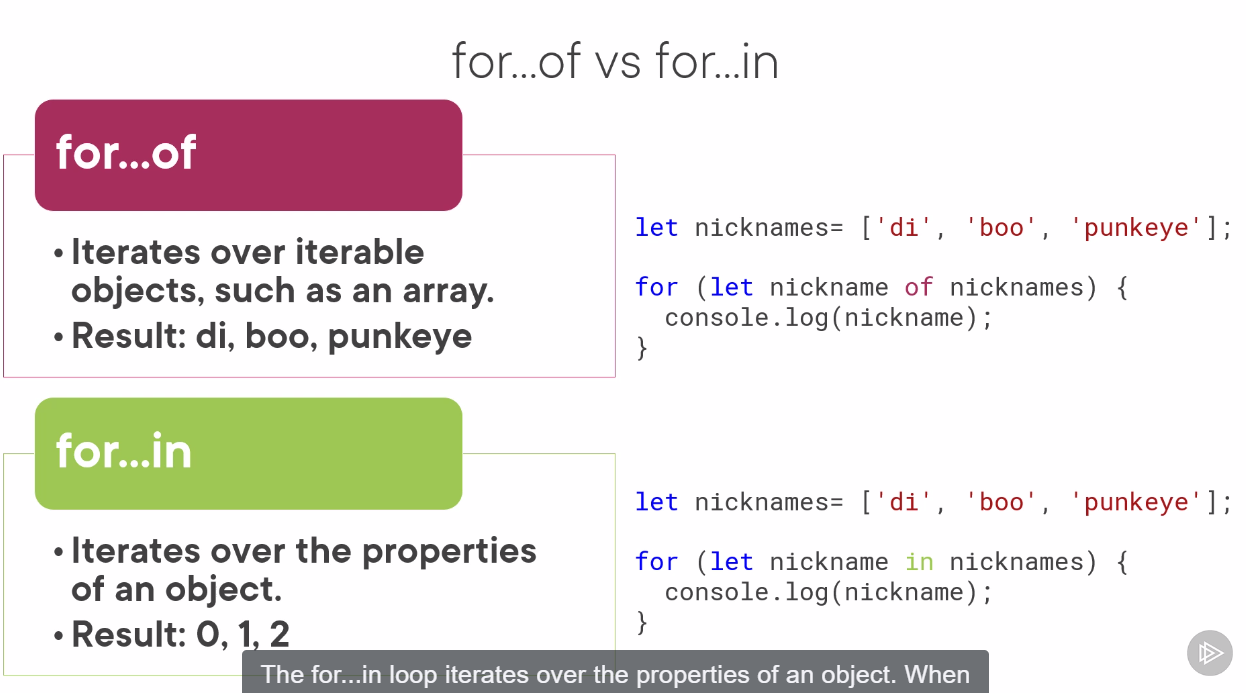 for...of vs for...in
for...of
• Iterates over iterable
objects, such as an array.
• Result: di, boo, punkeye
let nicknames= ['di', 'boo', 'punkeye'];
for (let nickname of nicknames) {
console.log(nickname);
}
for...in
• Iterates over the properties
of an object.
• Result: 0, 1, 2
let nicknames= ['di', 'boo', 'punkeye'];
for (let nickname in nicknames) {
console.log(nickname);
}
The for...in loop iterates over the properties of an object. When